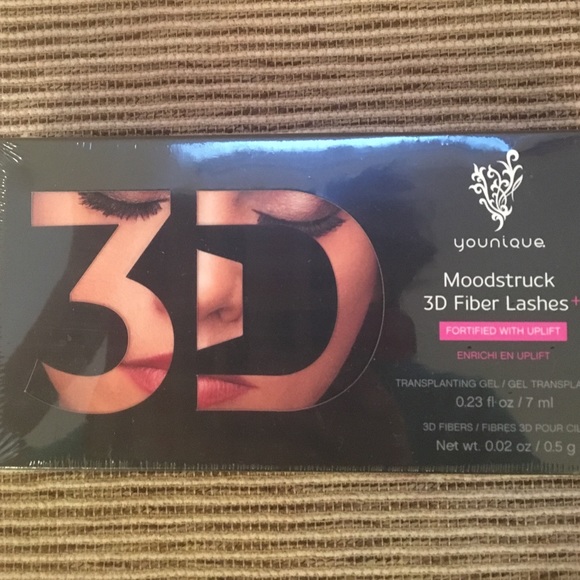 3D
younique
Moodstruck
3D Fiber Lashes+
FORTIFIED WITH UPLIFT
ENRICHI EN UPLIFT
TRANSPLANTING GEL / GEL TRANSPLA
0.23 fl oz / 7 ml
3D FIBERS / FIBRES 3D POUR CIL
Net wt. 0.02 oz / 0.5 g